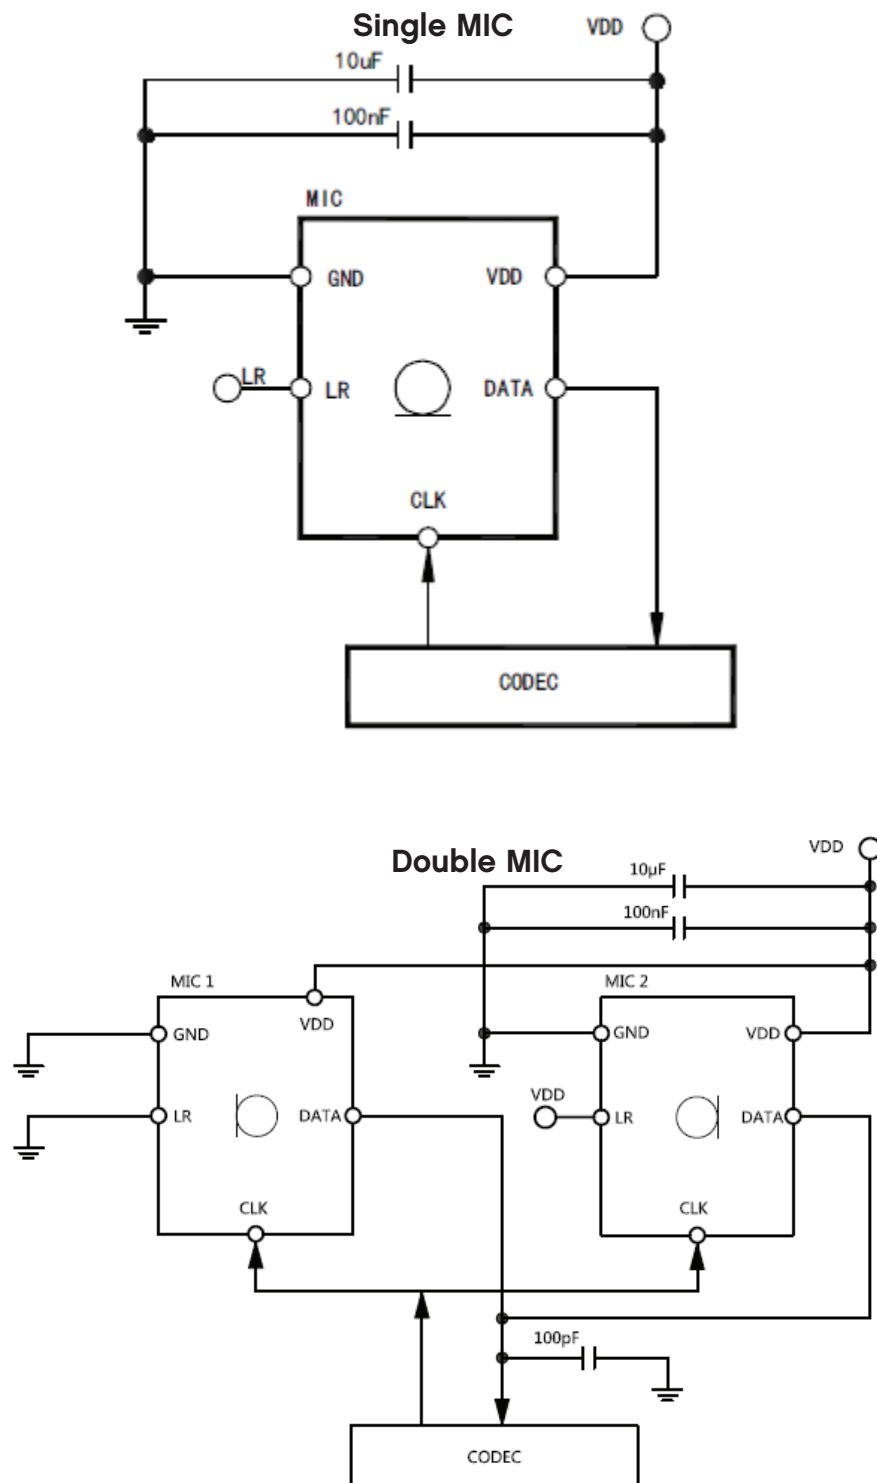 Single MIC
VDD
10uF
100nF
MIC
GND
VDD
LR
LR
DATA
CLK
CODEC
Double MIC
VDD
10μF
100nF
MIC 1
MIC 2
VDD
GND
GND
VDD
VDD
LR
DATA
LR
DATA
CLK
CLK
100pF
CODEC